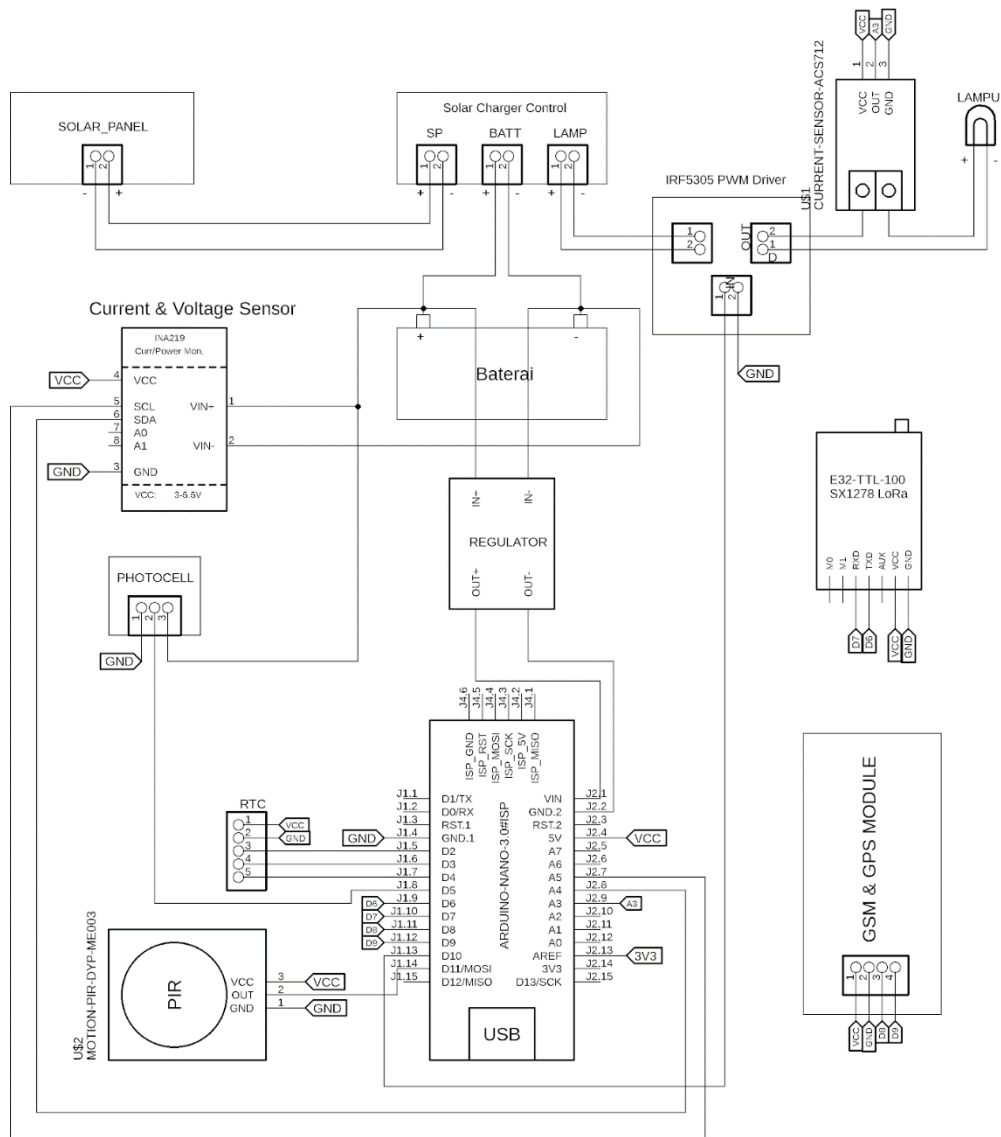 SOLAR_PANEL
1
2
-
+
Solar Charger Control
SP
BATT
LAMP
1
2
1
2
1
2
+
-
+
-
+
-
VCC
A3
GND
1
2
3
VCC
OUT
GND
U$1
CURRENT-SENSOR-ACS712
LAMPU
+
-
IRF5305 PWM Driver
1
2
OUT
2
1
D
IN
1
2
GND
Current & Voltage Sensor
INA219
Curr/Power Mon.
VCC
4
VCC
5
SCL
6
SDA
7
A0
8
A1
GND
3
GND
VIN+
1
VIN-
2
VCC: 3-5.5V
+
-
Baterai
IN+
IN-
REGULATOR
OUT+
OUT-
E32-TTL-100
SX1278 LoRa
M0
M1
RXD
TXD
AUX
VCC
GND
D7
D6
VCC
GND
PHOTOCELL
1
2
3
GND
J4.6
J4.5
J4.4
J4.3
J4.2
J4.1
ISP_GND
ISP_RST
ISP_MOSI
ISP_SCK
ISP_5V
ISP_MISO
ARDUINO-NANO-3.0#ISP
J1.1 D1/TX
J1.2 D0/RX
J1.3 RST.1
GND J1.4 GND.1
J1.5 D2
J1.6 D3
J1.7 D4
J1.8 D5
D6 J1.9 D6
D7 J1.10 D7
D8 J1.11 D8
D9 J1.12 D9
J1.13 D10
J1.14 D11/MOSI
J1.15 D12/MISO
VIN J2.1
GND.2 J2.2
RST.2 J2.3
5V J2.4 VCC
A7 J2.5
A6 J2.6
A5 J2.7
A4 J2.8
A3 J2.9 A3
A2 J2.10
A1 J2.11
A0 J2.12
AREF J2.13 3V3
3V3 J2.14
D13/SCK J2.15
USB
RTC
1
2
3
4
5
VCC
GND
U$2
MOTION-PIR-DYP-ME003
PIR
VCC 3 VCC
OUT 2
GND 1 GND
GSM & GPS MODULE
1
2
3
4
VCC
GND
D8
D9